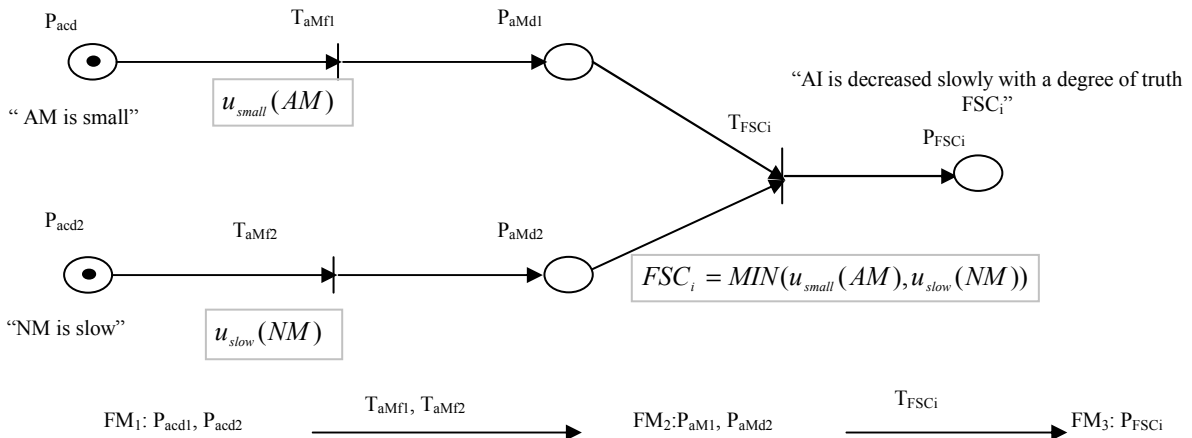 P_acd
T_aMf1
P_aMd1
“AI is decreased slowly with a degree of truth
FSC_i”
u_small(AM)
“ AM is small”
T_FSCi
P_FSCi
P_acd2
T_aMf2
P_aMd2
FSC_i = MIN(u_small(AM),u_slow(NM))
“NM is slow”
u_slow(NM)
FM_1: P_acd1, P_acd2
T_aMf1, T_aMf2
FM_2:P_aM1, P_aMd2
T_FSCi
FM_3: P_FSCi